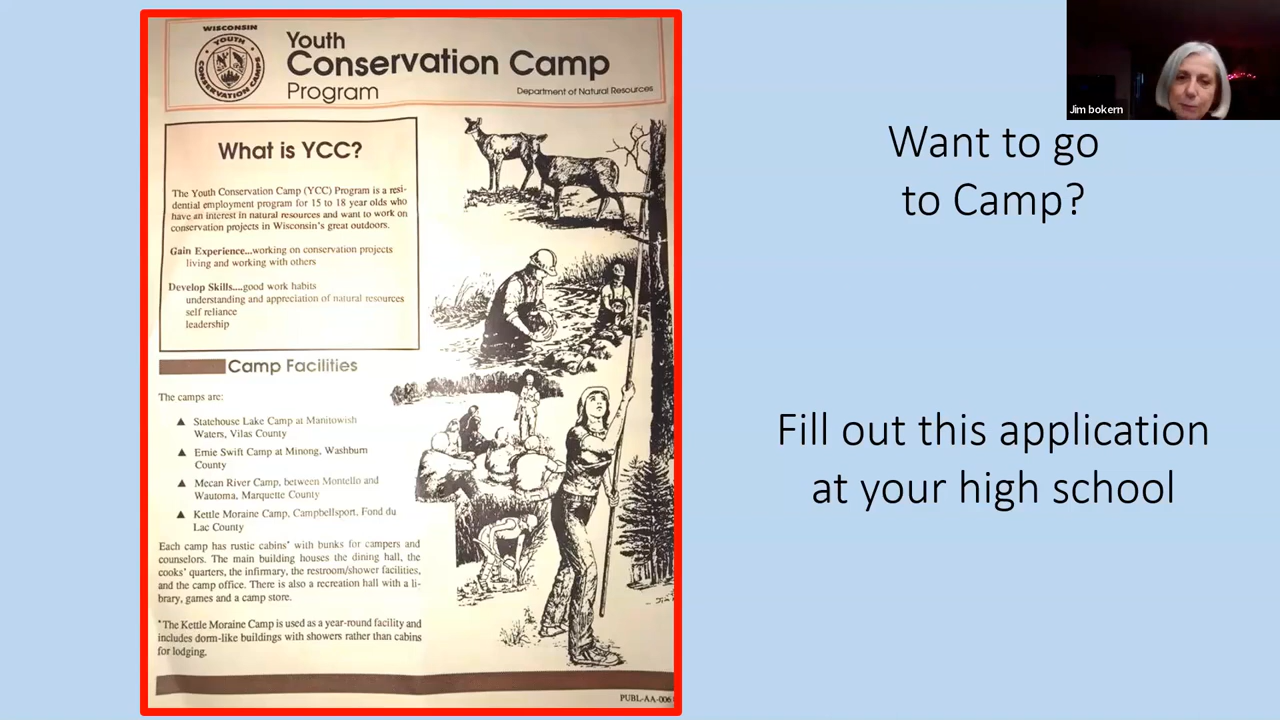 WISCONSIN
YOUTH
CONSERVATION CAMPS
Youth
Conservation Camp
Program
Department of Natural Resources
What is YCC?
The Youth Conservation Camp (YCC) Program is a resi-
dential employment program for 15 to 18 year olds who
have an interest in natural resources and want to work on
conservation projects in Wisconsin's great outdoors.
Gain Experience...working on conservation projects
living and working with others
Develop Skills....good work habits
understanding and appreciation of natural resources
self reliance
leadership
Camp Facilities
The camps are:
▲ Statehouse Lake Camp at Manitowish
Waters, Vilas County
▲ Ernie Swift Camp at Minong, Washburn
County
▲ Mecan River Camp, between Montello and
Wautoma, Marquette County
▲ Kettle Moraine Camp, Campbellsport, Fond du
Lac County
Each camp has rustic cabins* with bunks for campers and
counselors. The main building houses the dining hall, the
cooks' quarters, the infirmary, the restroom/shower facilities,
and the camp office. There is also a recreation hall with a li-
brary, games and a camp store.
*The Kettle Moraine Camp is used as a year-round facility and
includes dorm-like buildings with showers rather than cabins
for lodging.
PUBL-AA-006
Jim bokern
Want to go
to Camp?
Fill out this application
at your high school